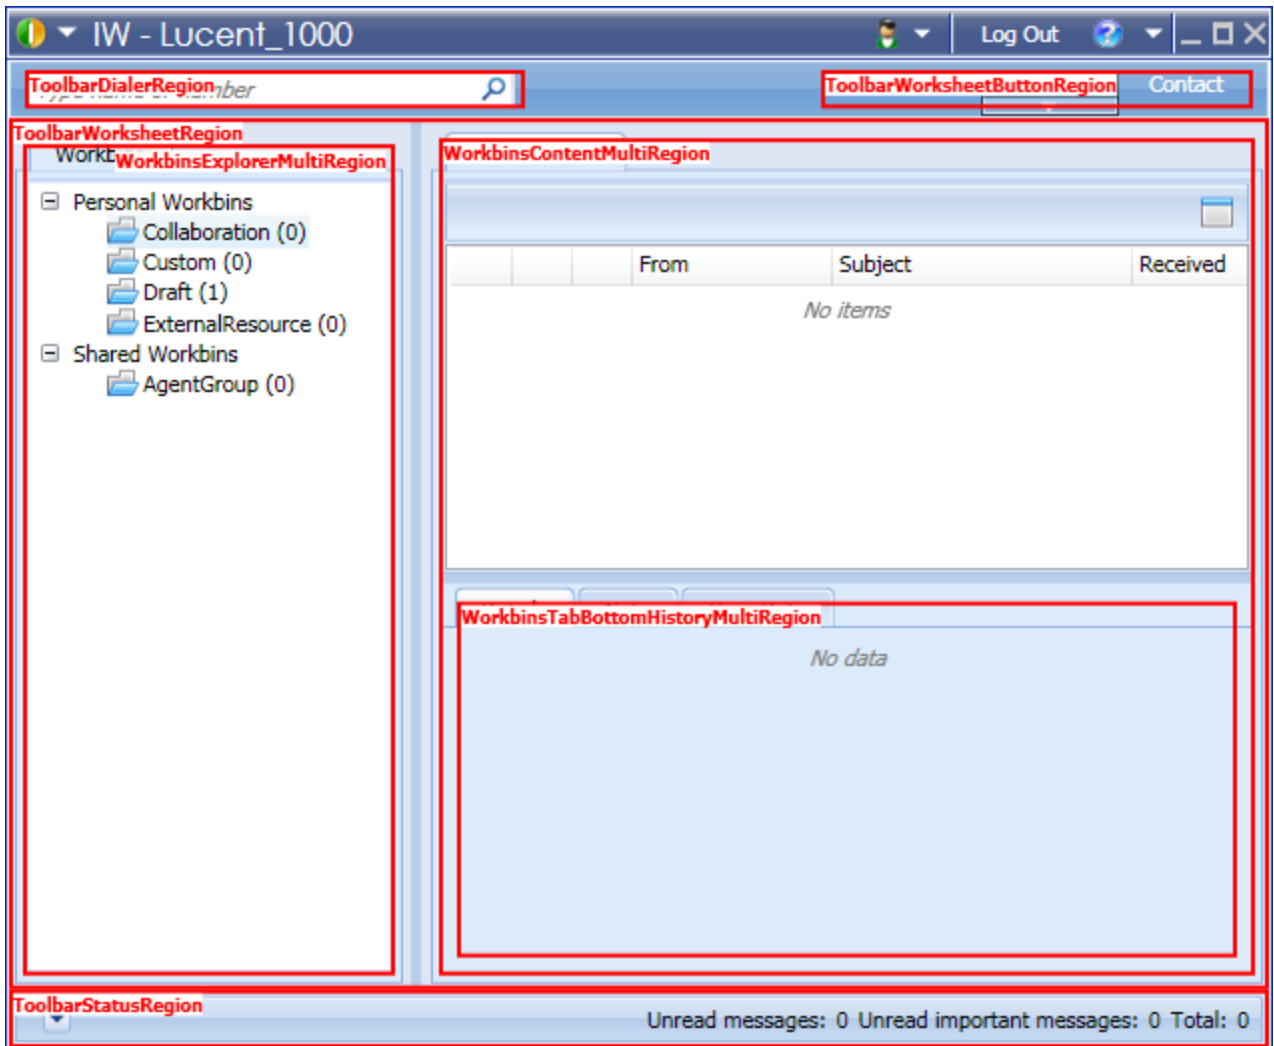 IW - Lucent_1000
Log Out
ToolbarDialerRegion
ToolbarWorksheetButtonRegion
Contact
ToolbarWorksheetRegion
WorkbinsExplorerMultiRegion
Personal Workbins
Collaboration (0)
Custom (0)
Draft (1)
ExternalResource (0)
Shared Workbins
AgentGroup (0)
WorkbinsContentMultiRegion
From Subject Received
No items
WorkbinsTabBottomHistoryMultiRegion
No data
ToolbarStatusRegion
Unread messages: 0 Unread important messages: 0 Total: 0